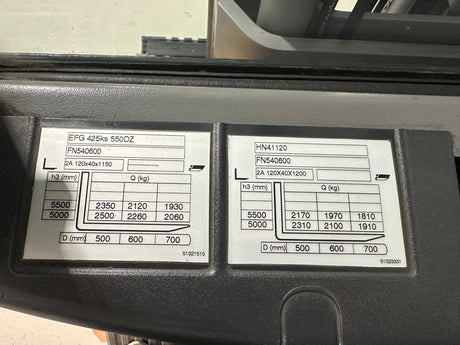 EFG 425ks 550DZ
FN540600
2A 120x40x1150
h3 (mm) Q (kg)
5500 2350 2120 1930
5000 2500 2260 2060
D (mm) 500 600 700
51321515
HN41120
FN540600
2A 120X40X1200
h3 (mm) Q (kg)
5500 2170 1970 1810
5000 2310 2100 1910
D (mm) 500 600 700
51323331